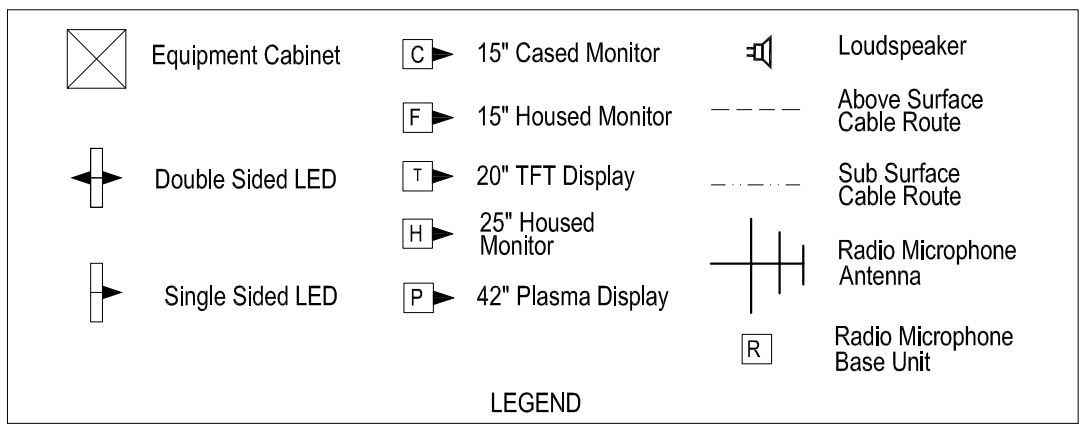 Equipment Cabinet
Double Sided LED
Single Sided LED
C 15" Cased Monitor
F 15" Housed Monitor
T 20" TFT Display
H 25" Housed
Monitor
P 42" Plasma Display
Loudspeaker
Above Surface
Cable Route
Sub Surface
Cable Route
Radio Microphone
Antenna
R Radio Microphone
Base Unit
LEGEND